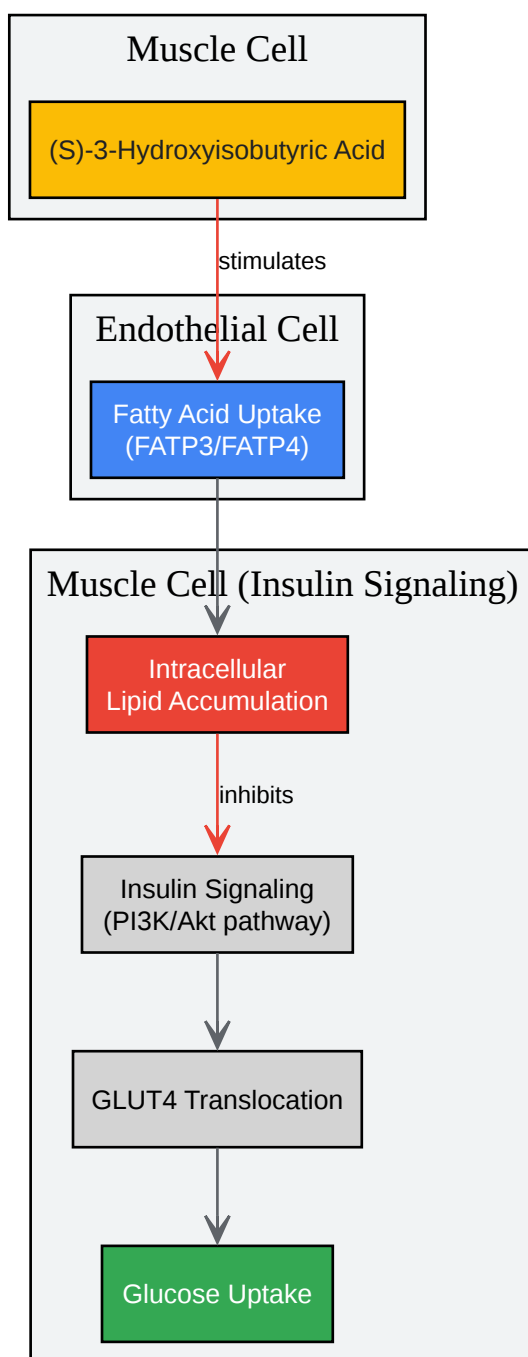 Muscle Cell
(S)-3-Hydroxyisobutyric Acid
stimulates
Endothelial Cell
Fatty Acid Uptake
(FATP3/FATP4)
Muscle Cell (Insulin Signaling)
Intracellular
Lipid Accumulation
inhibits
Insulin Signaling
(PI3K/Akt pathway)
GLUT4 Translocation
Glucose Uptake